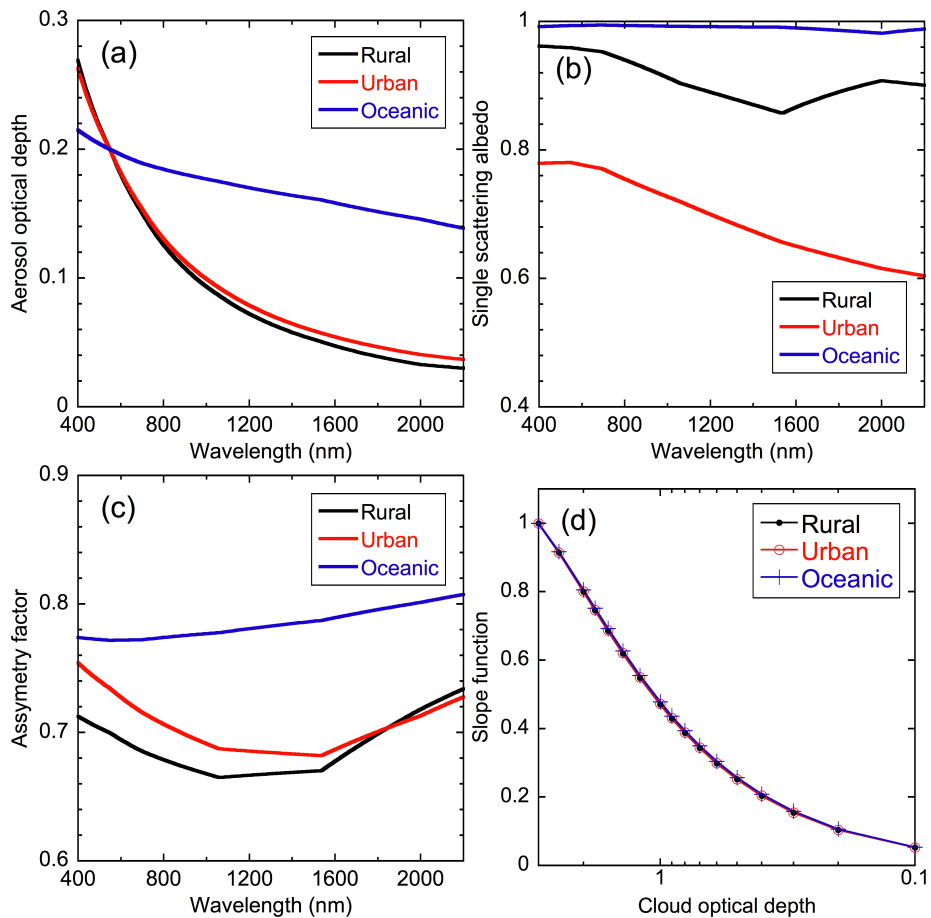 (a)
Rural
Urban
Oceanic
Aerosol optical depth
0.3
0.2
0.1
0
400 800 1200 1600 2000
Wavelength (nm)
(b)
Rural
Urban
Oceanic
Single scattering albedo
1
0.8
0.6
0.4
400 800 1200 1600 2000
Wavelength (nm)
(c)
Rural
Urban
Oceanic
Assymetry factor
0.9
0.8
0.7
0.6
400 800 1200 1600 2000
Wavelength (nm)
(d)
Rural
Urban
Oceanic
Slope function
1
0.8
0.6
0.4
0.2
0
1 0.1
Cloud optical depth